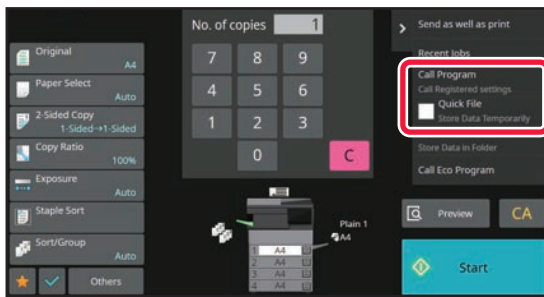 Original
A4
Paper Select
Auto
2-Sided Copy
1-Sided→1-Sided
Copy Ratio
100%
Exposure
Auto
Staple Sort
Sort/Group
Auto
Others
No. of copies 1
7 8 9
4 5 6
1 2 3
0 C
Plain 1
A4
1 A4
2 A4
3 A4
4 A4
Send as well as print
Recent Jobs
Call Program
Call Registered settings
Quick File
Store Data Temporarily
Store Data in Folder
Call Eco Program
Preview
CA
Start